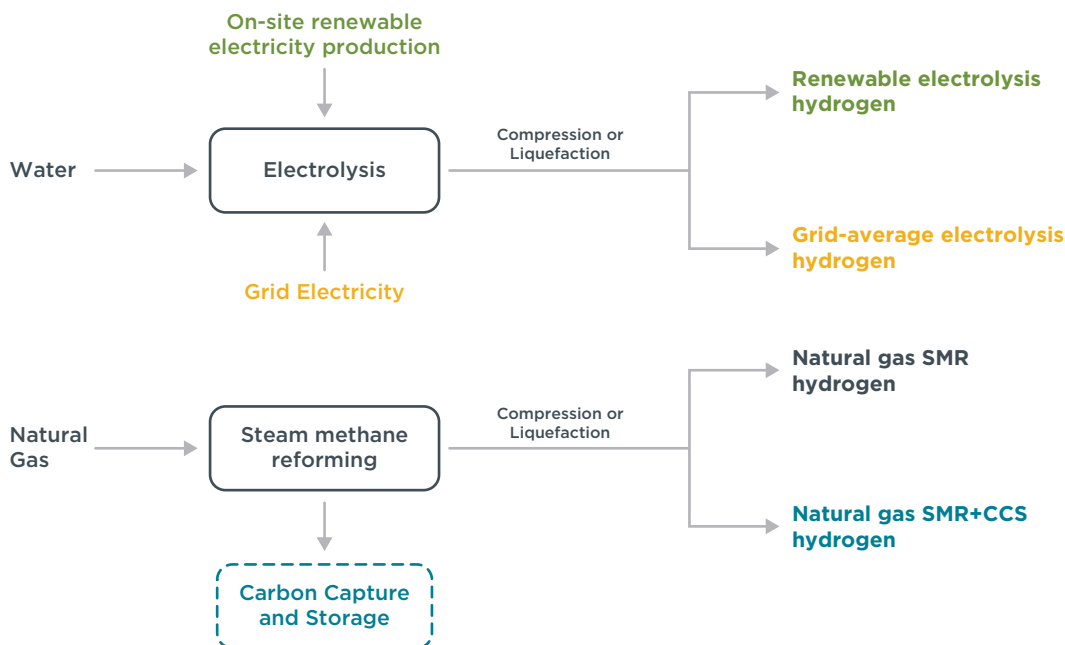 On-site renewable
electricity production
Renewable electrolysis
hydrogen
Compression or
Liquefaction
Water
Electrolysis
Grid-average electrolysis
hydrogen
Grid Electricity
Natural gas SMR
hydrogen
Compression or
Liquefaction
Natural
Gas
Steam methane
reforming
Natural gas SMR+CCS
hydrogen
Carbon Capture
and Storage